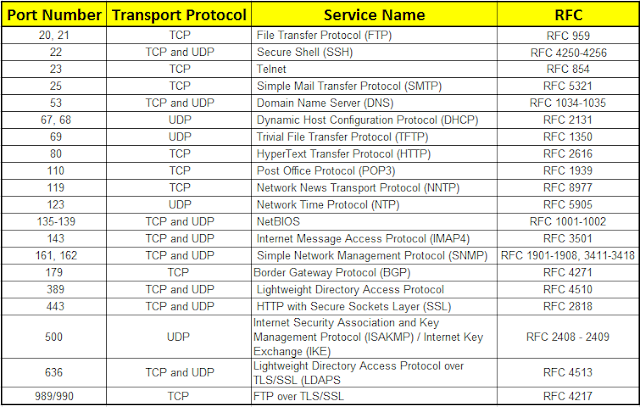 Port Number Transport Protocol Service Name RFC
20, 21 TCP File Transfer Protocol (FTP) RFC 959
22 TCP and UDP Secure Shell (SSH) RFC 4250-4256
23 TCP Telnet RFC 854
25 TCP Simple Mail Transfer Protocol (SMTP) RFC 5321
53 TCP and UDP Domain Name Server (DNS) RFC 1034-1035
67, 68 UDP Dynamic Host Configuration Protocol (DHCP) RFC 2131
69 UDP Trivial File Transfer Protocol (TFTP) RFC 1350
80 TCP HyperText Transfer Protocol (HTTP) RFC 2616
110 TCP Post Office Protocol (POP3) RFC 1939
119 TCP Network News Transport Protocol (NNTP) RFC 8977
123 UDP Network Time Protocol (NTP) RFC 5905
135-139 TCP and UDP NetBIOS RFC 1001-1002
143 TCP and UDP Internet Message Access Protocol (IMAP4) RFC 3501
161, 162 TCP and UDP Simple Network Management Protocol (SNMP) RFC 1901-1908, 3411-3418
179 TCP Border Gateway Protocol (BGP) RFC 4271
389 TCP and UDP Lightweight Directory Access Protocol RFC 4510
443 TCP and UDP HTTP with Secure Sockets Layer (SSL) RFC 2818
500 UDP Internet Security Association and Key
Management Protocol (ISAKMP) / Internet Key
Exchange (IKE) RFC 2408 - 2409
636 TCP and UDP Lightweight Directory Access Protocol over
TLS/SSL (LDAPS RFC 4513
989/990 TCP FTP over TLS/SSL RFC 4217